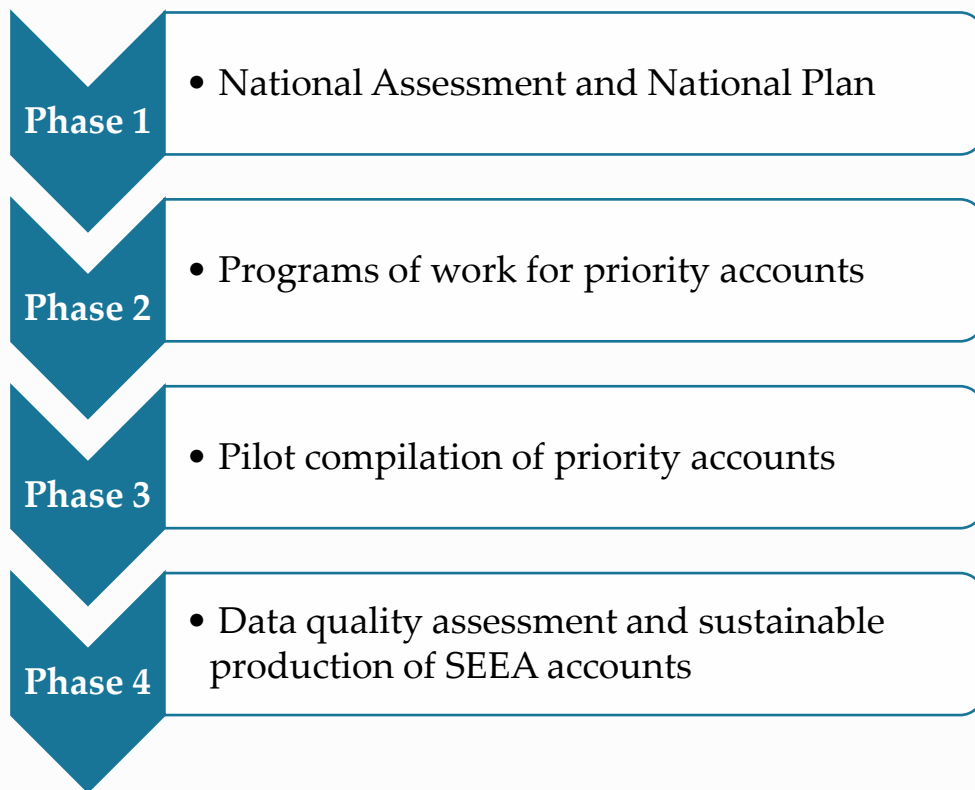 Phase 1
• National Assessment and National Plan
Phase 2
• Programs of work for priority accounts
Phase 3
• Pilot compilation of priority accounts
Phase 4
• Data quality assessment and sustainable
production of SEEA accounts